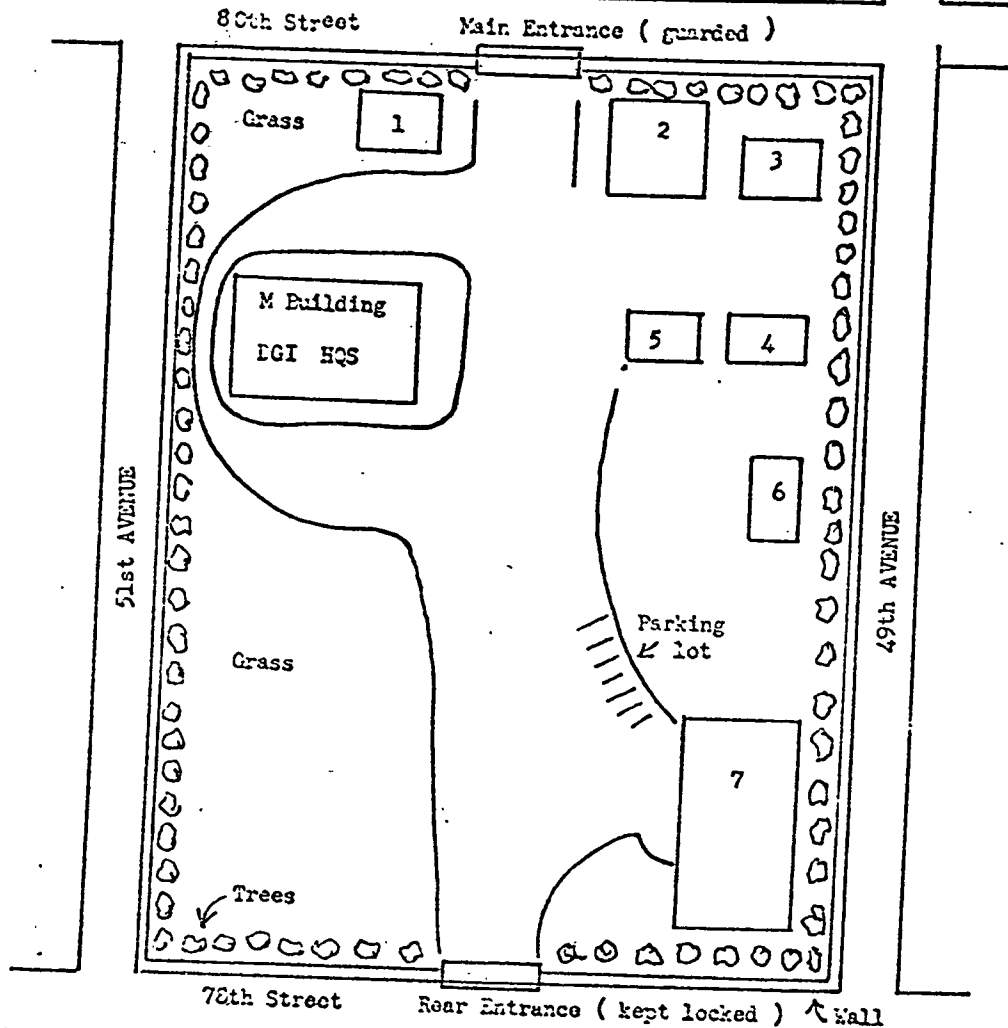 80th Street
Main Entrance ( guarded )
Grass
1
2
3
M Building
DGI HQS
5
4
6
51st AVENUE
49th AVENUE
Parking
lot
Grass
7
Trees
78th Street
Rear Entrance ( kept locked )
Wall